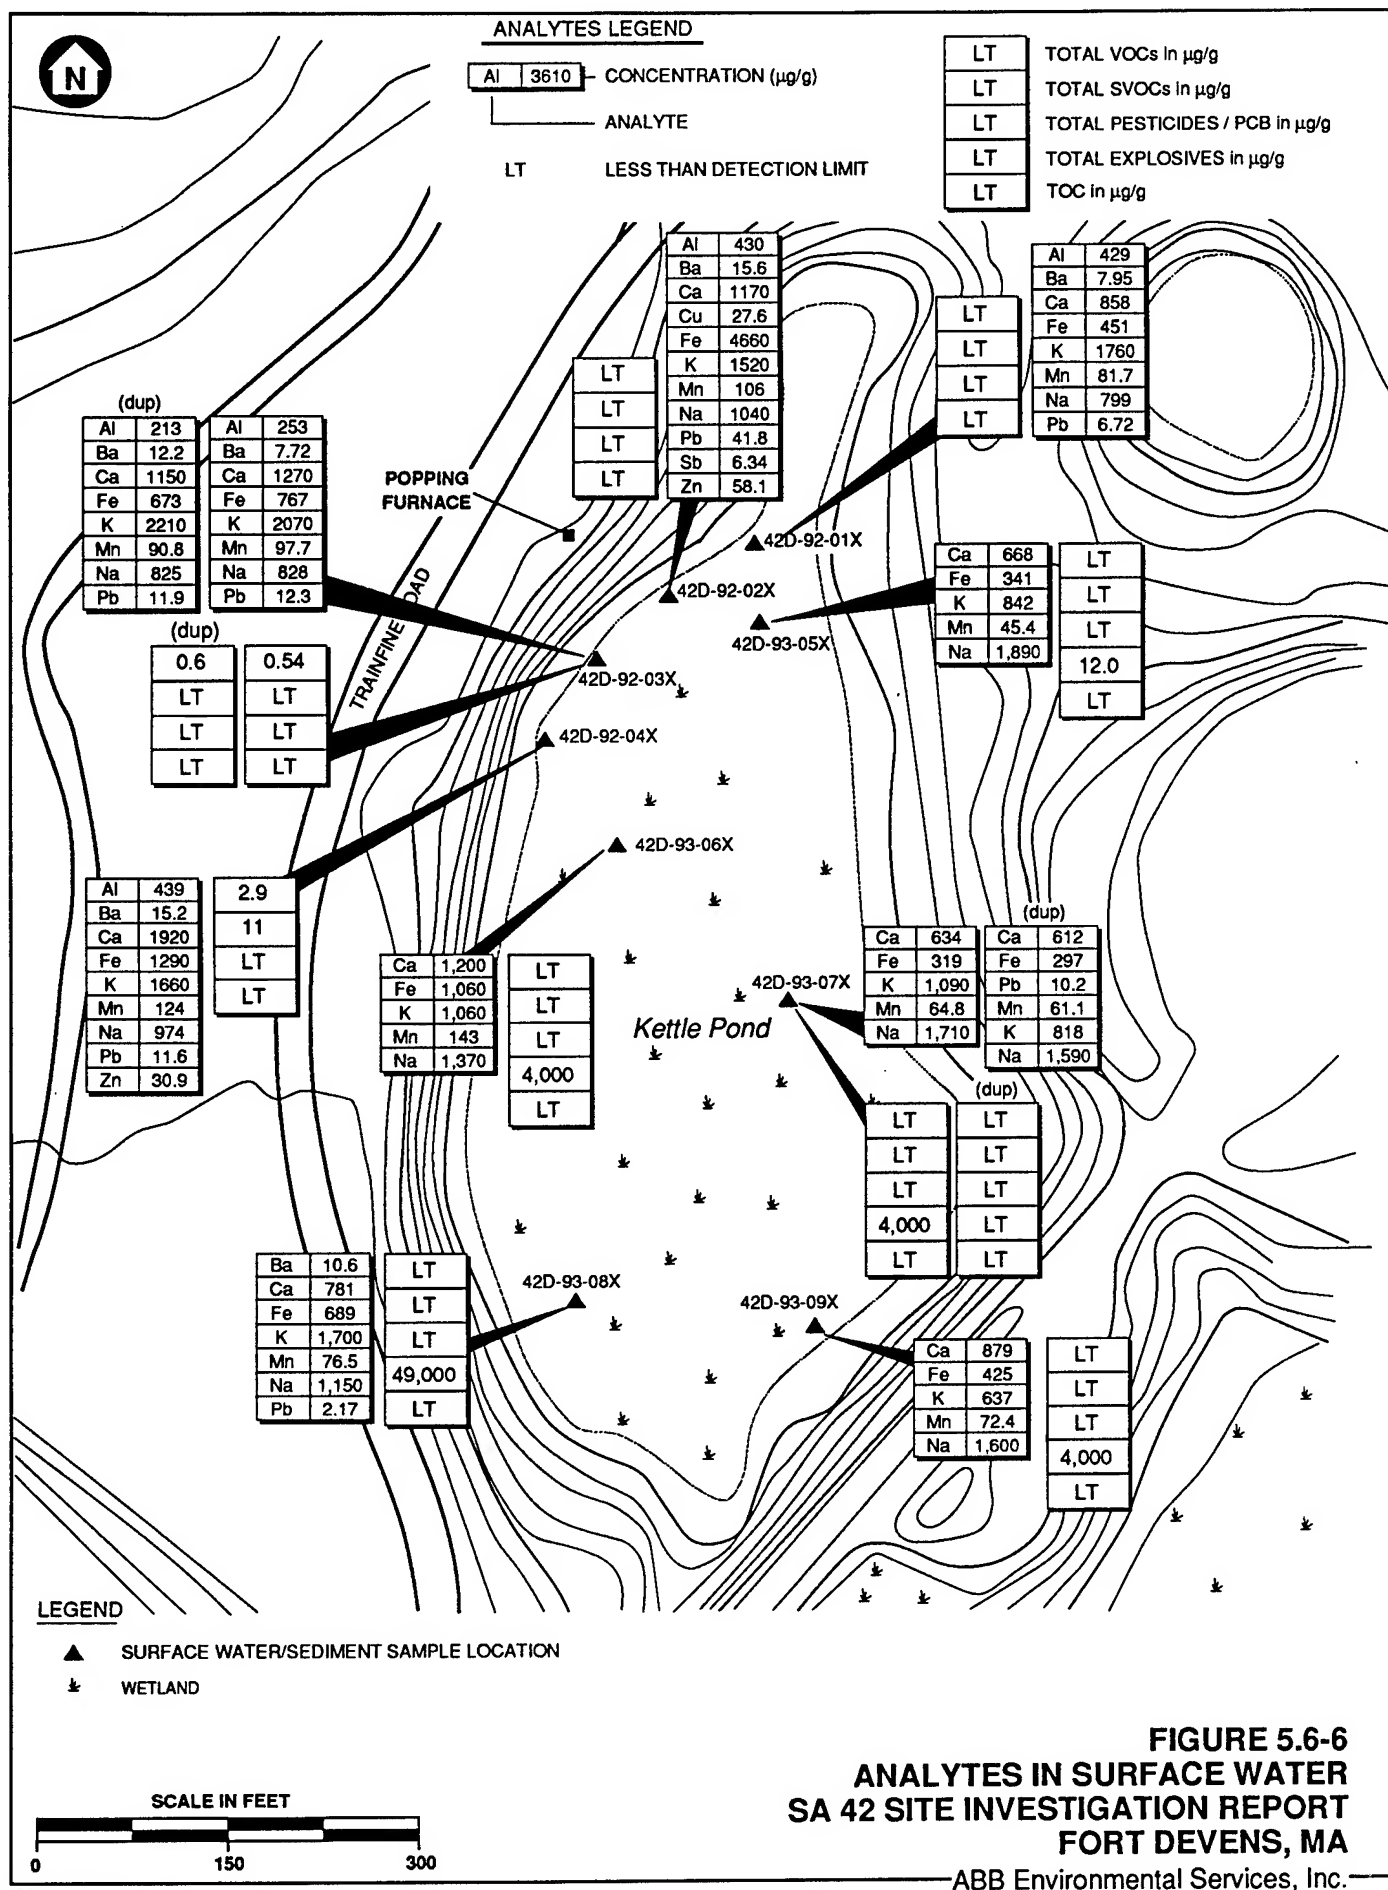 N
ANALYTES LEGEND
Al 3610 CONCENTRATION (µg/g)
ANALYTE
LT LESS THAN DETECTION LIMIT
LT TOTAL VOCs in µg/g
LT TOTAL SVOCs in µg/g
LT TOTAL PESTICIDES / PCB in µg/g
LT TOTAL EXPLOSIVES in µg/g
LT TOC in µg/g
Al 430
Ba 15.6
Ca 1170
Cu 27.6
Fe 4660
K 1520
Mn 106
Na 1040
Pb 41.8
Sb 6.34
Zn 58.1
LT
LT
LT
LT
Al 429
Ba 7.95
Ca 858
Fe 451
K 1760
Mn 81.7
Na 799
Pb 6.72
LT
LT
LT
LT
(dup)
Al 213
Ba 12.2
Ca 1150
Fe 673
K 2210
Mn 90.8
Na 825
Pb 11.9
Al 253
Ba 7.72
Ca 1270
Fe 767
K 2070
Mn 97.7
Na 828
Pb 12.3
POPPING
FURNACE
TRAINFINE ROAD
42D-92-01X
42D-92-02X
42D-93-05X
Ca 668
Fe 341
K 842
Mn 45.4
Na 1,890
LT
LT
LT
12.0
LT
(dup)
0.6
LT
LT
LT
0.54
LT
LT
LT
42D-92-03X
42D-92-04X
42D-93-06X
Al 439
Ba 15.2
Ca 1920
Fe 1290
K 1660
Mn 124
Na 974
Pb 11.6
Zn 30.9
2.9
11
LT
LT
Ca 1,200
Fe 1,060
K 1,060
Mn 143
Na 1,370
LT
LT
LT
4,000
LT
42D-93-07X
Kettle Pond
Ca 634
Fe 319
K 1,090
Mn 64.8
Na 1,710
(dup)
Ca 612
Fe 297
Pb 10.2
Mn 61.1
K 818
Na 1,590
LT
LT
LT
4,000
LT
(dup)
LT
LT
LT
LT
LT
Ba 10.6
Ca 781
Fe 689
K 1,700
Mn 76.5
Na 1,150
Pb 2.17
LT
LT
LT
49,000
LT
42D-93-08X
42D-93-09X
Ca 879
Fe 425
K 637
Mn 72.4
Na 1,600
LT
LT
LT
4,000
LT
LEGEND
SURFACE WATER/SEDIMENT SAMPLE LOCATION
WETLAND
SCALE IN FEET
0 150 300
FIGURE 5.6-6
ANALYTES IN SURFACE WATER
SA 42 SITE INVESTIGATION REPORT
FORT DEVENS, MA
ABB Environmental Services, Inc.